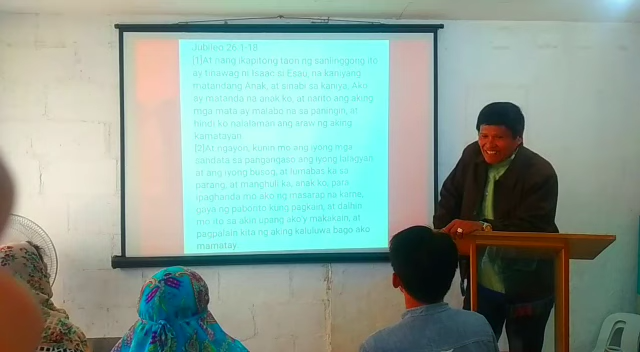 Jubileo 26:1-18
(1)At nang ikapitong taon ng sanlinggong ito
ay tinawag ni Isaac si Esau, na kaniyang
matandang Anak, at sinabi sa kaniya, Ako
ay matanda na anak ko, at narito ang aking
mga mata ay malabo na sa paningin, at
hindi ko nalalaman ang araw ng aking
kamatayan.
(2)At ngayon, kunin mo ang iyong mga
sandata sa pangangaso ang iyong lalagyan
at ang iyong busog, at lumabas ka sa
parang, at manghuli ka, anak ko, para
ipaghanda mo ako ng masarap na karne,
gaya ng paborito kong pagkain, at dalhin
mo ito sa akin upang ako'y makakain, at
pagpalain kita ng aking kaluluwa bago ako
mamatay